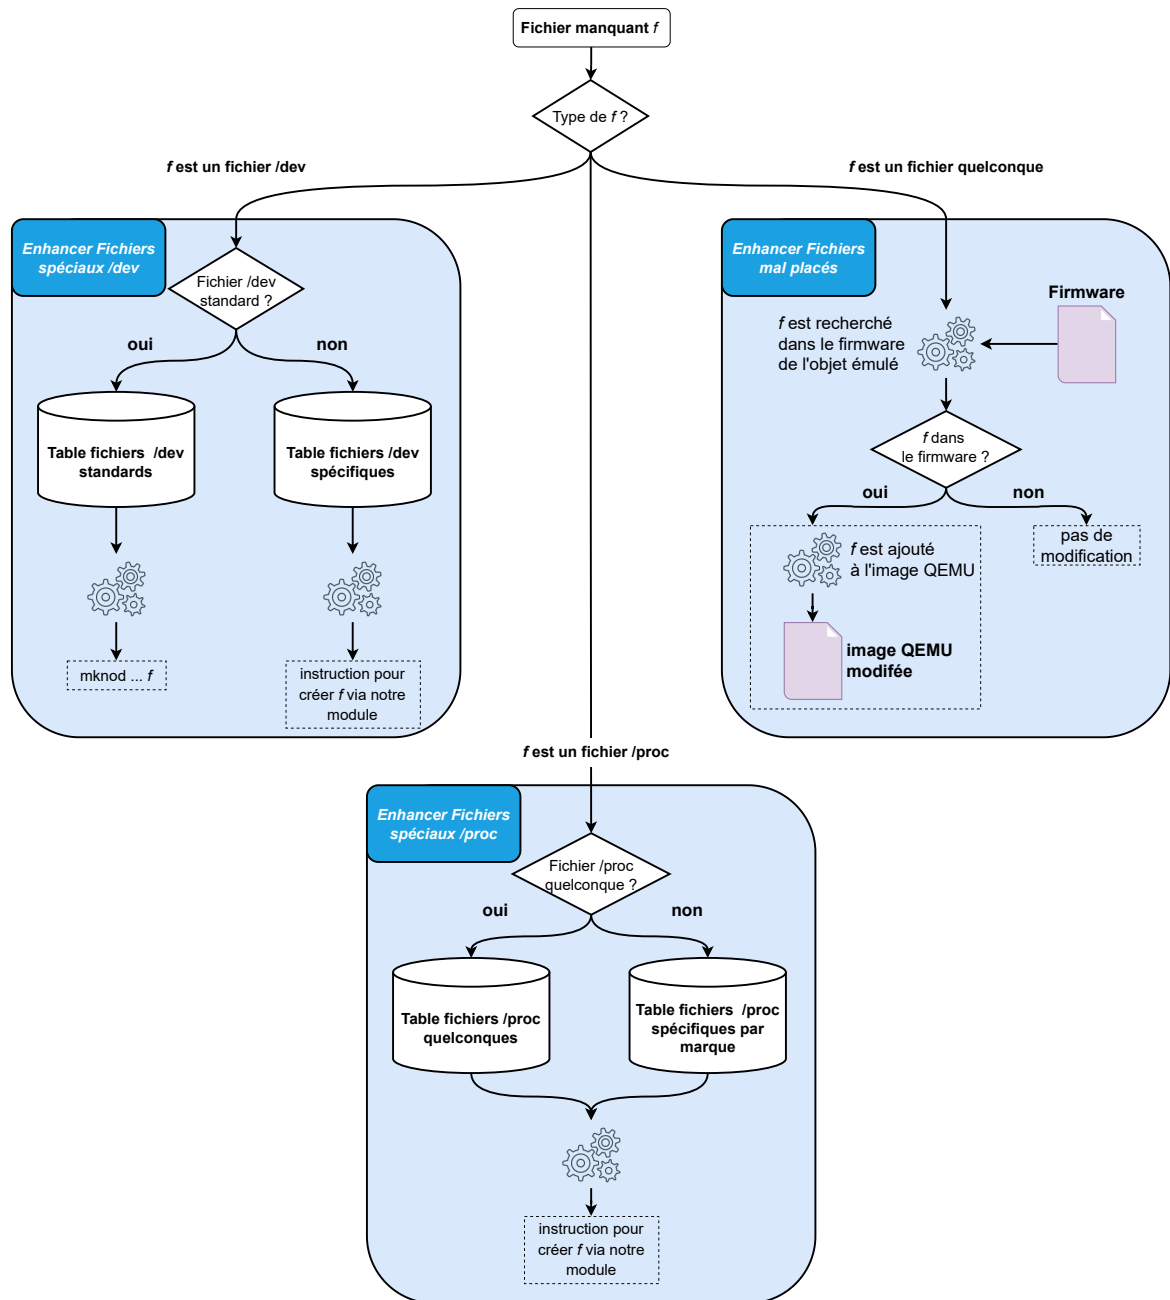 Fichier manquant f
Type de f ?
f est un fichier /dev
f est un fichier quelconque
Enhancer Fichiers
spéciaux /dev
Fichier /dev
standard ?
oui
non
Table fichiers /dev
standards
Table fichiers /dev
spécifiques
mknod ... f
instruction pour
créer f via notre
module
Enhancer Fichiers
mal placés
Firmware
f est recherché
dans le firmware
de l'objet émulé
f dans
le firmware ?
oui
non
f est ajouté
à l'image QEMU
pas de
modification
image QEMU
modifée
f est un fichier /proc
Enhancer Fichiers
spéciaux /proc
Fichier /proc
quelconque ?
oui
non
Table fichiers /proc
quelconques
Table fichiers /proc
spécifiques par
marque
instruction pour
créer f via notre
module